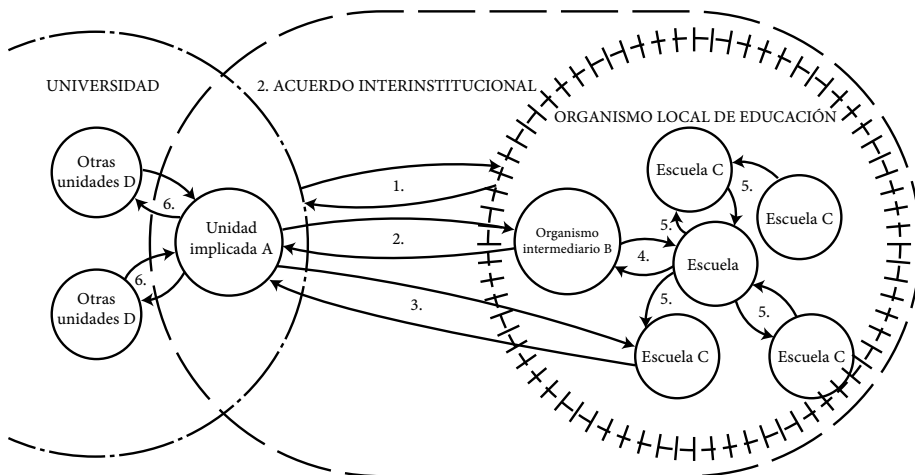 UNIVERSIDAD
2. ACUERDO INTERINSTITUCIONAL
ORGANISMO LOCAL DE EDUCACIÓN
Otras
unidades D
6.
Unidad
implicada A
6.
Otras
unidades D
1.
2.
3.
Organismo
intermediario B
4.
Escuela C
5.
Escuela C
5.
Escuela
5.
Escuela C
5.
Escuela C